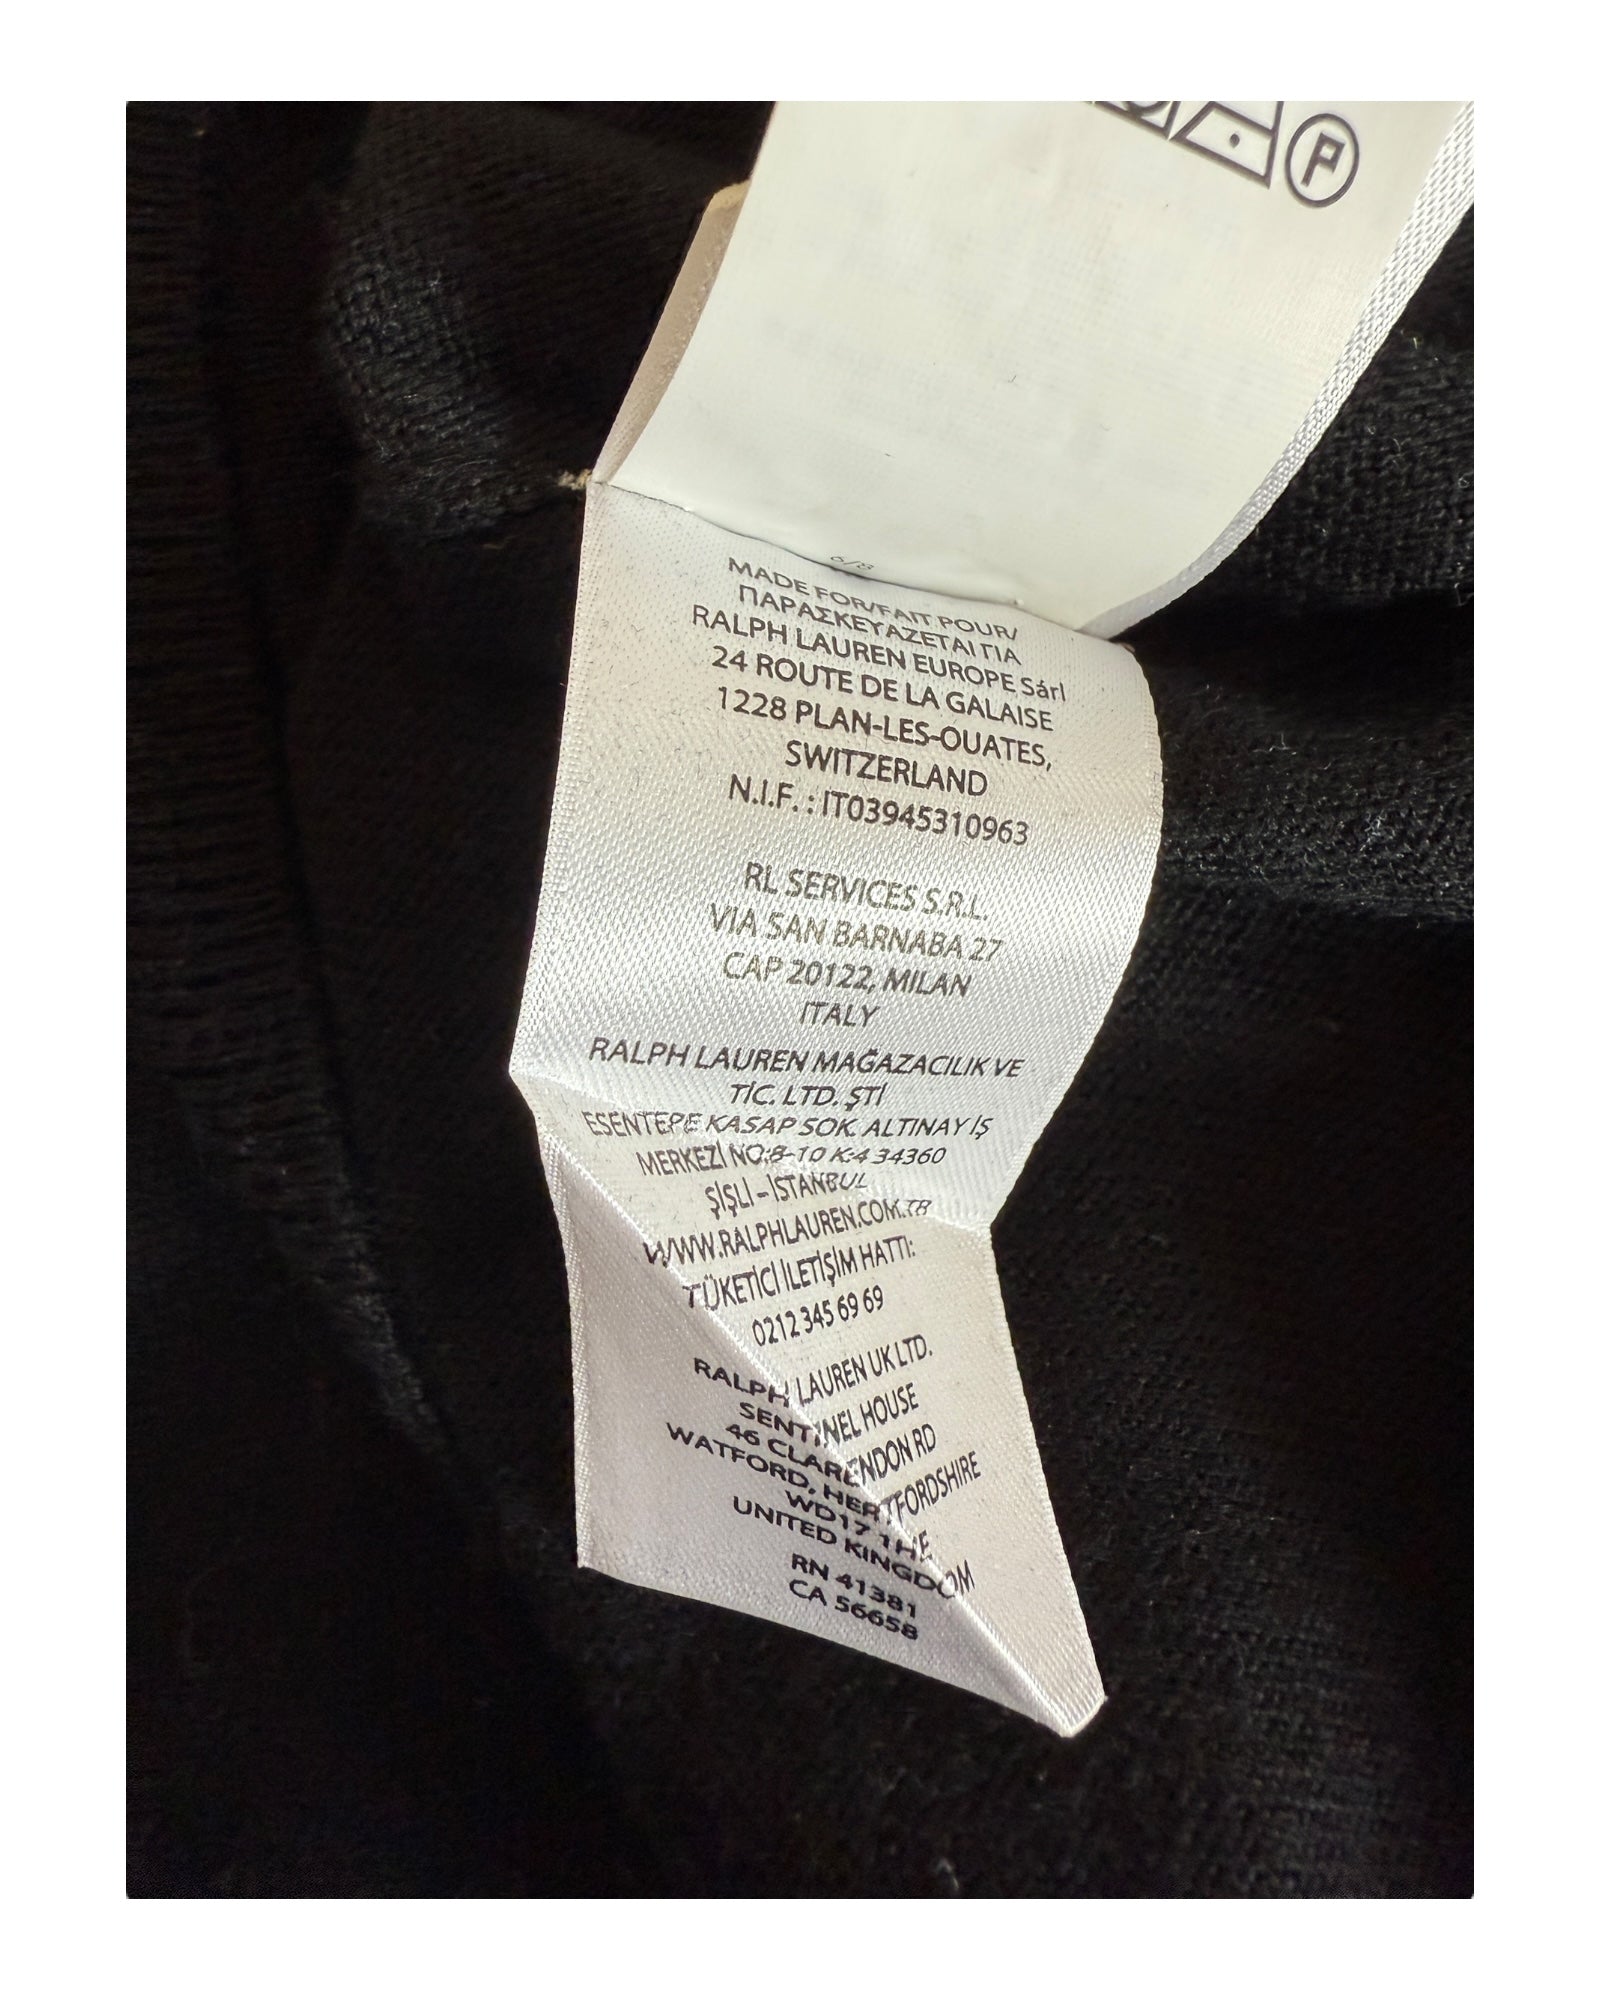 P
6/8
MADE FOR/FAIT POUR/
ΠΑΡΑΣΚΕΥΑΖΕΤΑΙ ΓΙΑ
RALPH LAUREN EUROPE Sárl
24 ROUTE DE LA GALAISE
1228 PLAN-LES-OUATES,
SWITZERLAND
N.I.F. : IT03945310963
RL SERVICES S.R.L.
VIA SAN BARNABA 27
CAP 20122, MILAN
ITALY
RALPH LAUREN MAĞAZACILIK VE
TİC. LTD. ŞTİ
ESENTEPE KASAP SOK. ALTINAY İŞ
MERKEZİ NO:8-10 K:4 34360
ŞİŞLİ – İSTANBUL
WWW.RALPHLAUREN.COM.TR
TÜKETİCİ İLETİŞİM HATTI:
0212 345 69 69
RALPH LAUREN UK LTD.
SENTINEL HOUSE
46 CLARENDON RD
WATFORD, HERTFORDSHIRE
WD17 1HE
UNITED KINGDOM
RN 41381
CA 56658